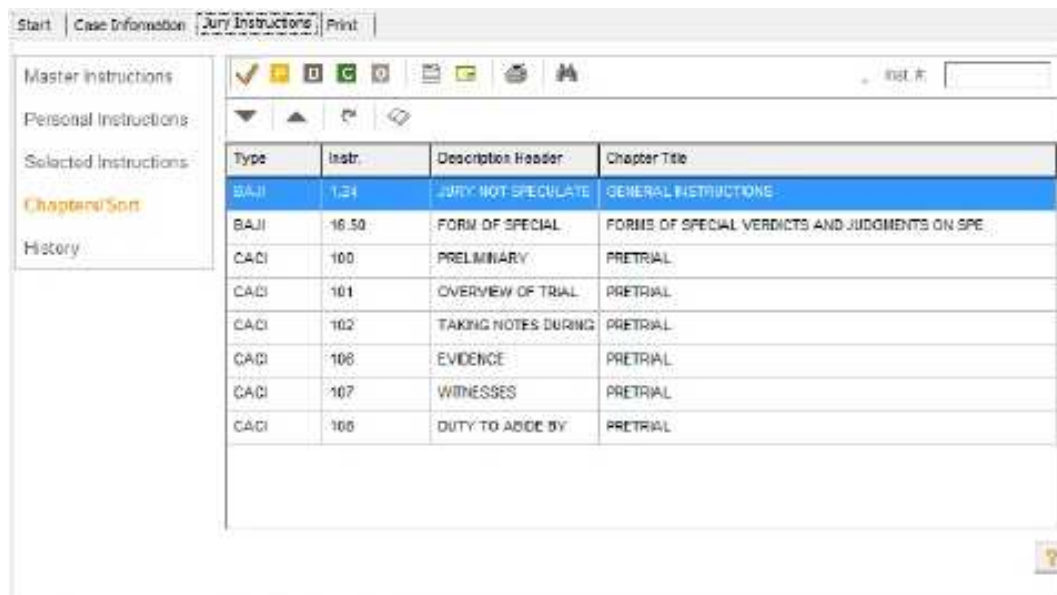 Start Case Information Jury Instructions Print
Master Instructions
Personal Instructions
Selected Instructions
Chapters/Sort
History
P D C O Inst. #:
Type Instr. Description Header Chapter Title
BAJI 1.24 JURY NOT SPECULATE GENERAL INSTRUCTIONS
BAJI 16.50 FORM OF SPECIAL FORMS OF SPECIAL VERDICTS AND JUDGMENTS ON SPE
CACI 100 PRELIMINARY PRETRIAL
CACI 101 OVERVIEW OF TRIAL PRETRIAL
CACI 102 TAKING NOTES DURING PRETRIAL
CACI 106 EVIDENCE PRETRIAL
CACI 107 WITNESSES PRETRIAL
CACI DUTY TO ABIDE BY PRETRIAL
?